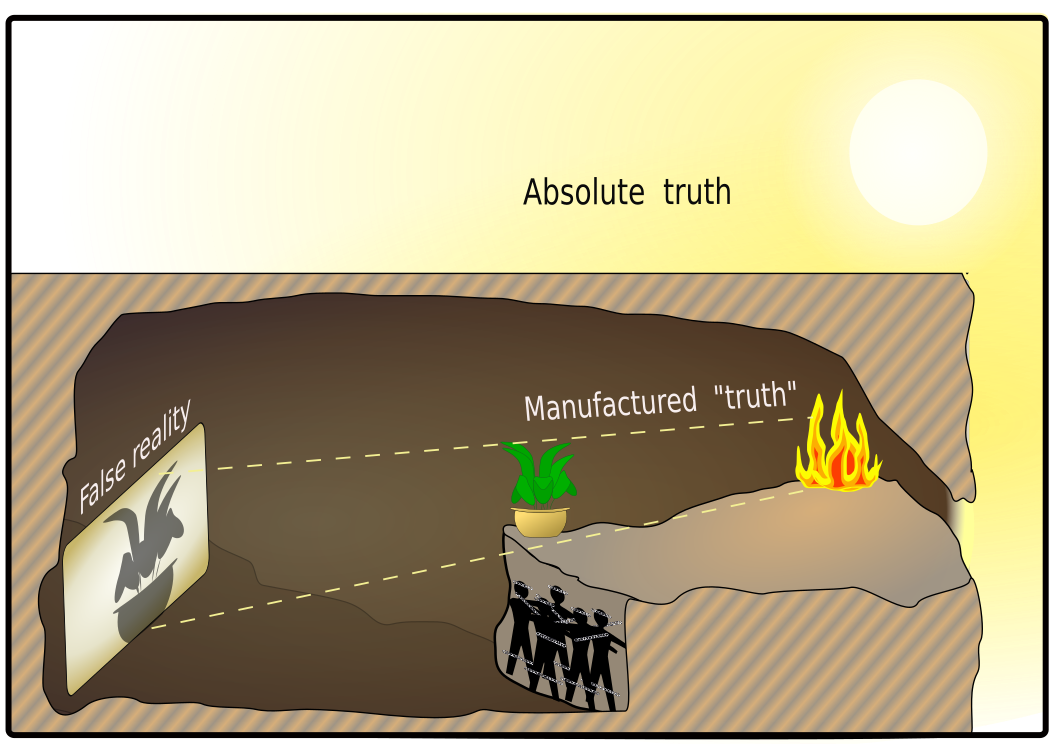 Absolute truth
Manufactured "truth"
False reality